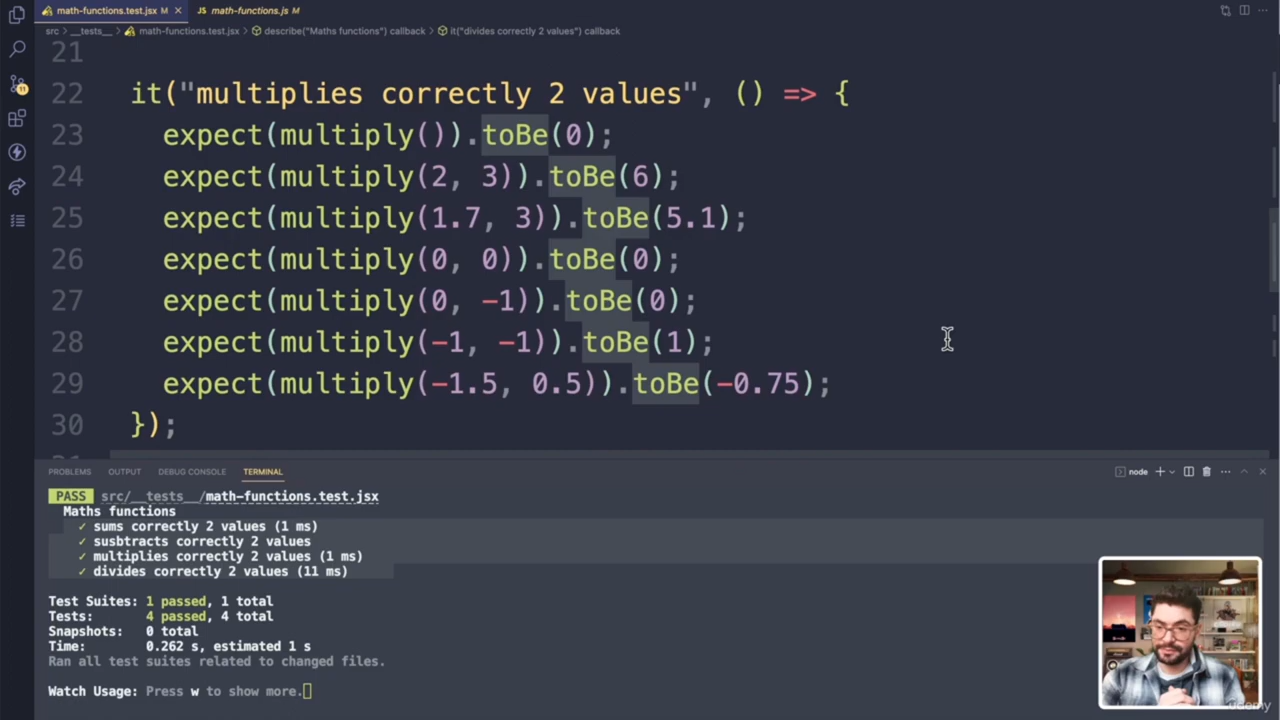 math-functions.test.jsx M
JS math-functions.js M
src > __tests__ > math-functions.test.jsx > describe("Maths functions") callback > it("divides correctly 2 values") callback
21
22 it("multiplies correctly 2 values", () => {
23 expect(multiply()).toBe(0);
24 expect(multiply(2, 3)).toBe(6);
25 expect(multiply(1.7, 3)).toBe(5.1);
26 expect(multiply(0, 0)).toBe(0);
27 expect(multiply(0, -1)).toBe(0);
28 expect(multiply(-1, -1)).toBe(1);
29 expect(multiply(-1.5, 0.5)).toBe(-0.75);
30 });
11
PROBLEMS OUTPUT DEBUG CONSOLE TERMINAL
node
PASS src/__tests__/math-functions.test.jsx
Maths functions
✓ sums correctly 2 values (1 ms)
✓ susbtracts correctly 2 values
✓ multiplies correctly 2 values (1 ms)
✓ divides correctly 2 values (11 ms)
Test Suites: 1 passed, 1 total
Tests: 4 passed, 4 total
Snapshots: 0 total
Time: 0.262 s, estimated 1 s
Ran all test suites related to changed files.
Watch Usage: Press w to show more.
udemy